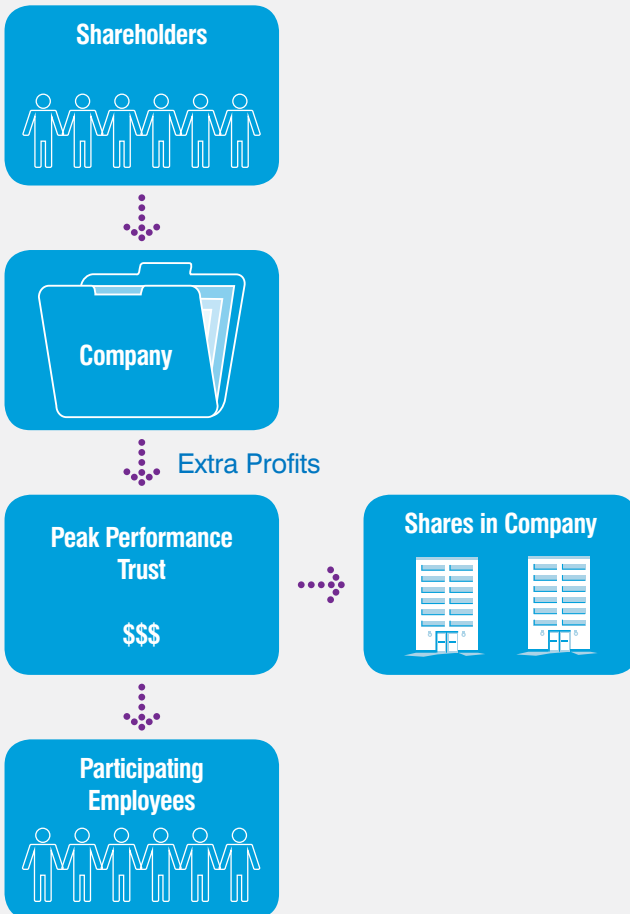 Shareholders
Company
Extra Profits
Peak Performance
Trust
$$$
Shares in Company
Participating
Employees